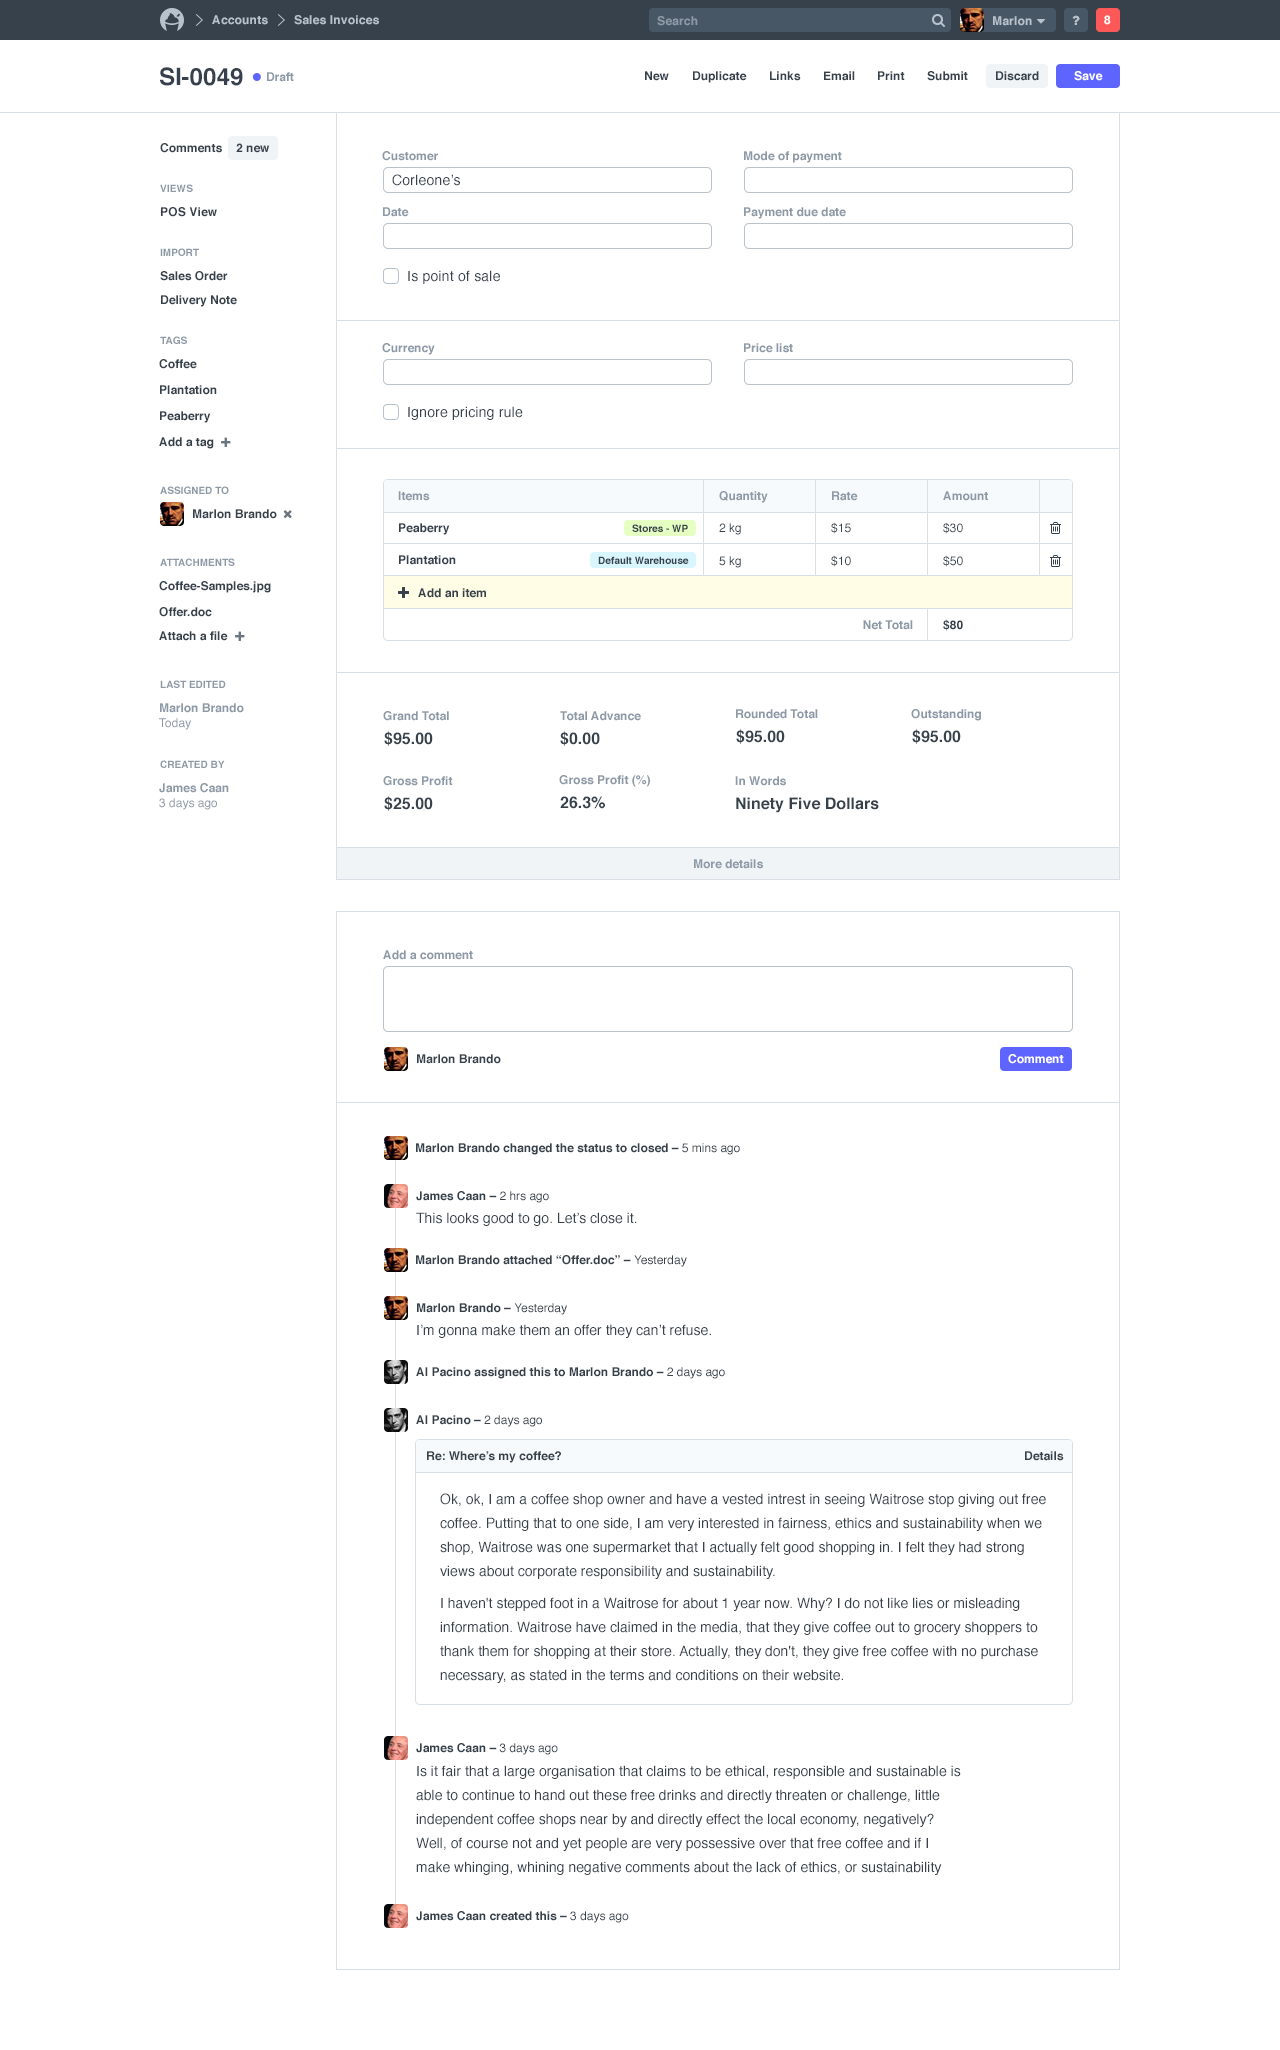 Accounts Sales Invoices Search Marlon ? 8
SI-0049 Draft New Duplicate Links Email Print Submit Discard Save
Comments 2 new
VIEWS
POS View
IMPORT
Sales Order
Delivery Note
TAGS
Coffee
Plantation
Peaberry
Add a tag
ASSIGNED TO
Marlon Brando
ATTACHMENTS
Coffee-Samples.jpg
Offer.doc
Attach a file
LAST EDITED
Marlon Brando
Today
CREATED BY
James Caan
3 days ago
Customer Mode of payment
Corleone’s
Date Payment due date
Is point of sale
Currency Price list
Ignore pricing rule
Items Quantity Rate Amount
Peaberry Stores - WP 2 kg $15 $30
Plantation Default Warehouse 5 kg $10 $50
Add an item
Net Total $80
Grand Total Total Advance Rounded Total Outstanding
$95.00 $0.00 $95.00 $95.00
Gross Profit Gross Profit (%) In Words
$25.00 26.3% Ninety Five Dollars
More details
Add a comment
Marlon Brando Comment
Marlon Brando changed the status to closed – 5 mins ago
James Caan – 2 hrs ago
This looks good to go. Let’s close it.
Marlon Brando attached “Offer.doc” – Yesterday
Marlon Brando – Yesterday
I’m gonna make them an offer they can’t refuse.
Al Pacino assigned this to Marlon Brando – 2 days ago
Al Pacino – 2 days ago
Re: Where’s my coffee? Details
Ok, ok, I am a coffee shop owner and have a vested intrest in seeing Waitrose stop giving out free
coffee. Putting that to one side, I am very interested in fairness, ethics and sustainability when we
shop, Waitrose was one supermarket that I actually felt good shopping in. I felt they had strong
views about corporate responsibility and sustainability.
I haven't stepped foot in a Waitrose for about 1 year now. Why? I do not like lies or misleading
information. Waitrose have claimed in the media, that they give coffee out to grocery shoppers to
thank them for shopping at their store. Actually, they don't, they give free coffee with no purchase
necessary, as stated in the terms and conditions on their website.
James Caan – 3 days ago
Is it fair that a large organisation that claims to be ethical, responsible and sustainable is
able to continue to hand out these free drinks and directly threaten or challenge, little
independent coffee shops near by and directly effect the local economy, negatively?
Well, of course not and yet people are very possessive over that free coffee and if I
make whinging, whining negative comments about the lack of ethics, or sustainability
James Caan created this – 3 days ago